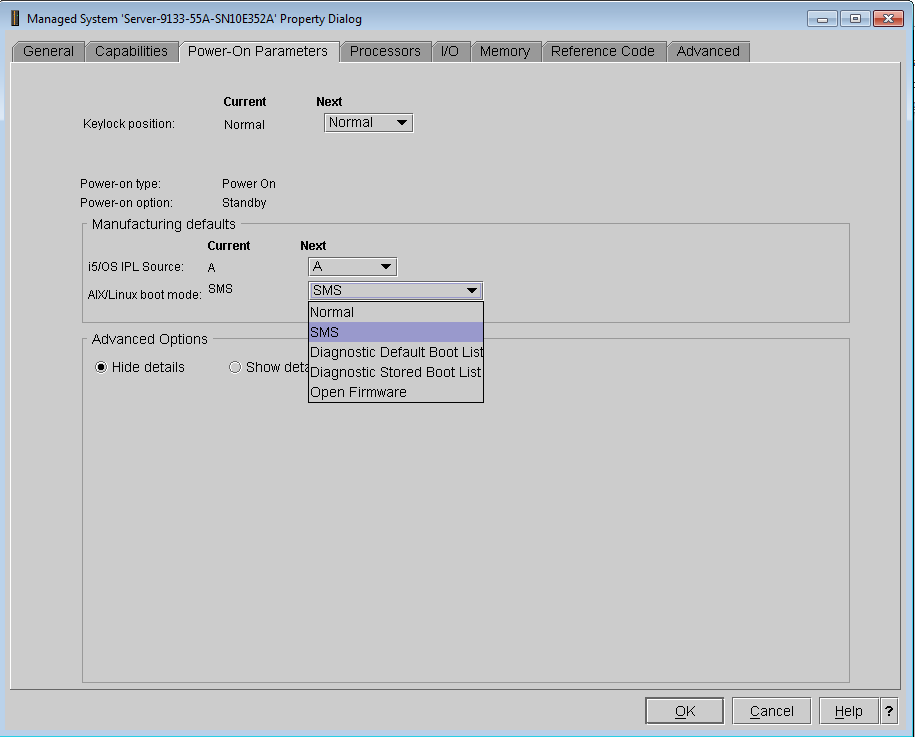 Managed System 'Server-9133-55A-SN10E352A' Property Dialog
General Capabilities Power-On Parameters Processors I/O Memory Reference Code Advanced
Current Next
Keylock position: Normal Normal
Power-on type: Power On
Power-on option: Standby
Manufacturing defaults
Current Next
i5/OS IPL Source: A A
AIX/Linux boot mode: SMS SMS
Normal
SMS
Advanced Options
Diagnostic Default Boot List
Hide details Show deta
Diagnostic Stored Boot List
Open Firmware
OK Cancel Help ?